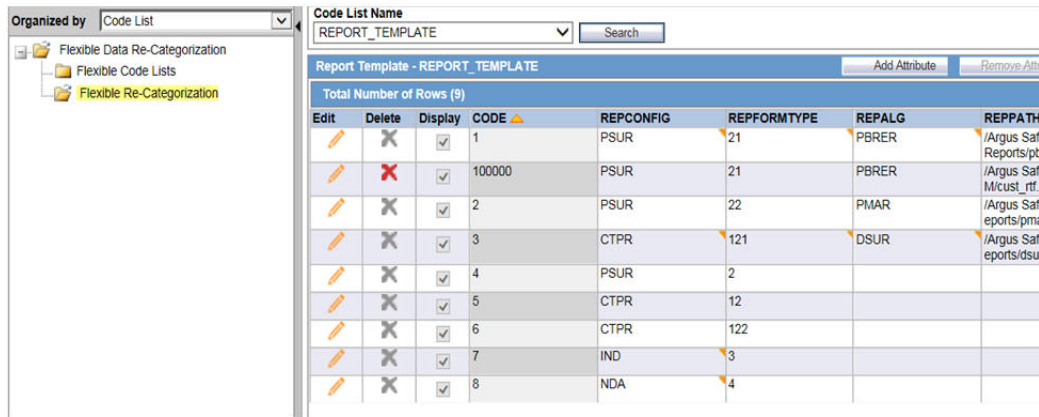 Organized by Code List
Flexible Data Re-Categorization
Flexible Code Lists
Flexible Re-Categorization
Code List Name
REPORT_TEMPLATE Search
Report Template - REPORT_TEMPLATE Add Attribute Remove Attr
Total Number of Rows (9)
Edit Delete Display CODE REPCONFIG REPFORMTYPE REPALG REPPATH
1 PSUR 21 PBRER /Argus Saf
Reports/pb
100000 PSUR 21 PBRER /Argus Saf
M/cust_rtf.
2 PSUR 22 PMAR /Argus Saf
eports/pma
3 CTPR 121 DSUR /Argus Saf
eports/dsu
4 PSUR 2
5 CTPR 12
6 CTPR 122
7 IND 3
8 NDA 4